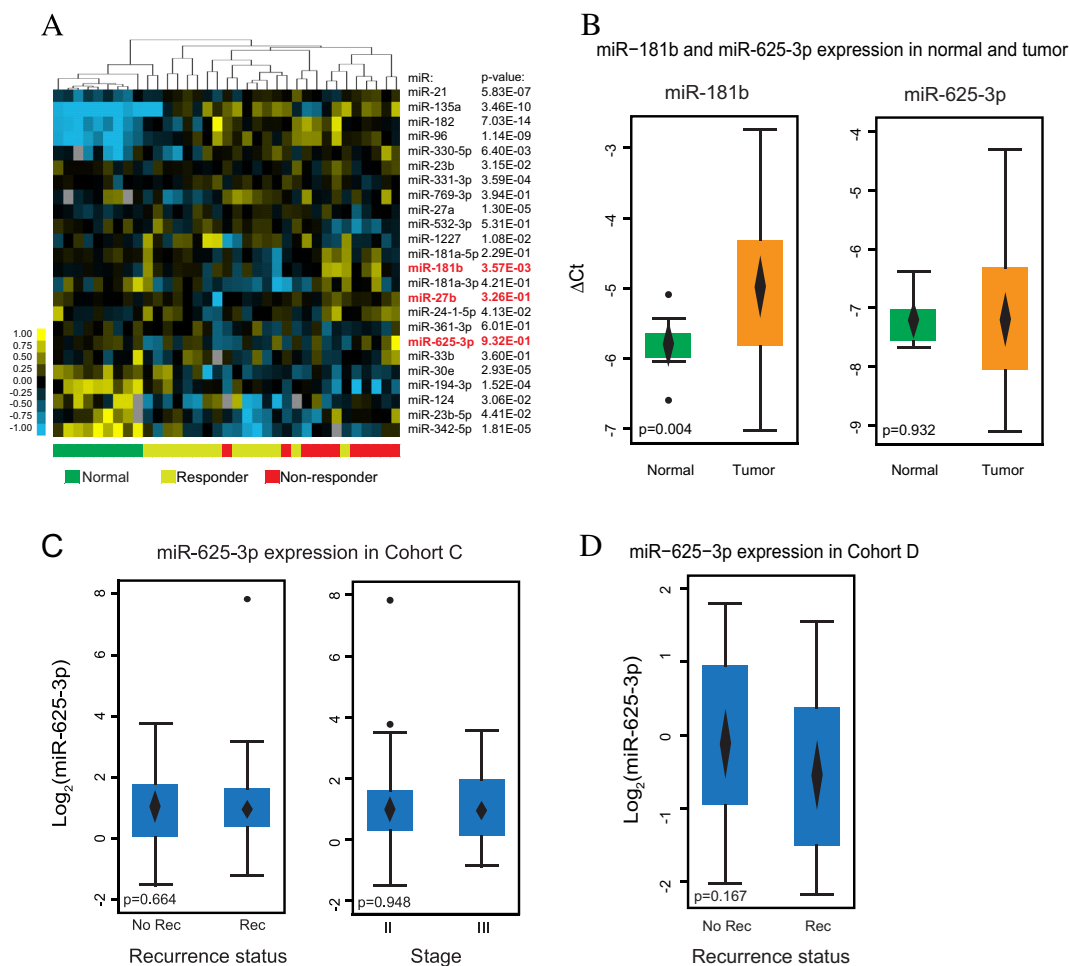 A
miR: p-value:
miR-21 5.83E-07
miR-135a 3.46E-10
miR-182 7.03E-14
miR-96 1.14E-09
miR-330-5p 6.40E-03
miR-23b 3.15E-02
miR-331-3p 3.59E-04
miR-769-3p 3.94E-01
miR-27a 1.30E-05
miR-532-3p 5.31E-01
miR-1227 1.08E-02
miR-181a-5p 2.29E-01
miR-181b 3.57E-03
miR-181a-3p 4.21E-01
miR-27b 3.26E-01
miR-24-1-5p 4.13E-02
miR-361-3p 6.01E-01
miR-625-3p 9.32E-01
miR-33b 3.60E-01
miR-30e 2.93E-05
miR-194-3p 1.52E-04
miR-124 3.06E-02
miR-23b-5p 4.41E-02
miR-342-5p 1.81E-05
1.00
0.75
0.50
0.25
0.00
-0.25
-0.50
-0.75
-1.00
Normal Responder Non-responder
B
miR−181b and miR-625-3p expression in normal and tumor
miR-181b
ΔCt
-3
-4
-5
-6
-7
p=0.004
Normal Tumor
miR-625-3p
-4
-5
-6
-7
-8
-9
p=0.932
Normal Tumor
C
miR-625-3p expression in Cohort C
Log2(miR-625-3p)
8
6
4
2
0
-2
p=0.664
No Rec Rec
Recurrence status
8
6
4
2
0
-2
p=0.948
II III
Stage
D
miR−625−3p expression in Cohort D
Log2(miR-625-3p)
2
1
0
-1
-2
p=0.167
No Rec Rec
Recurrence status